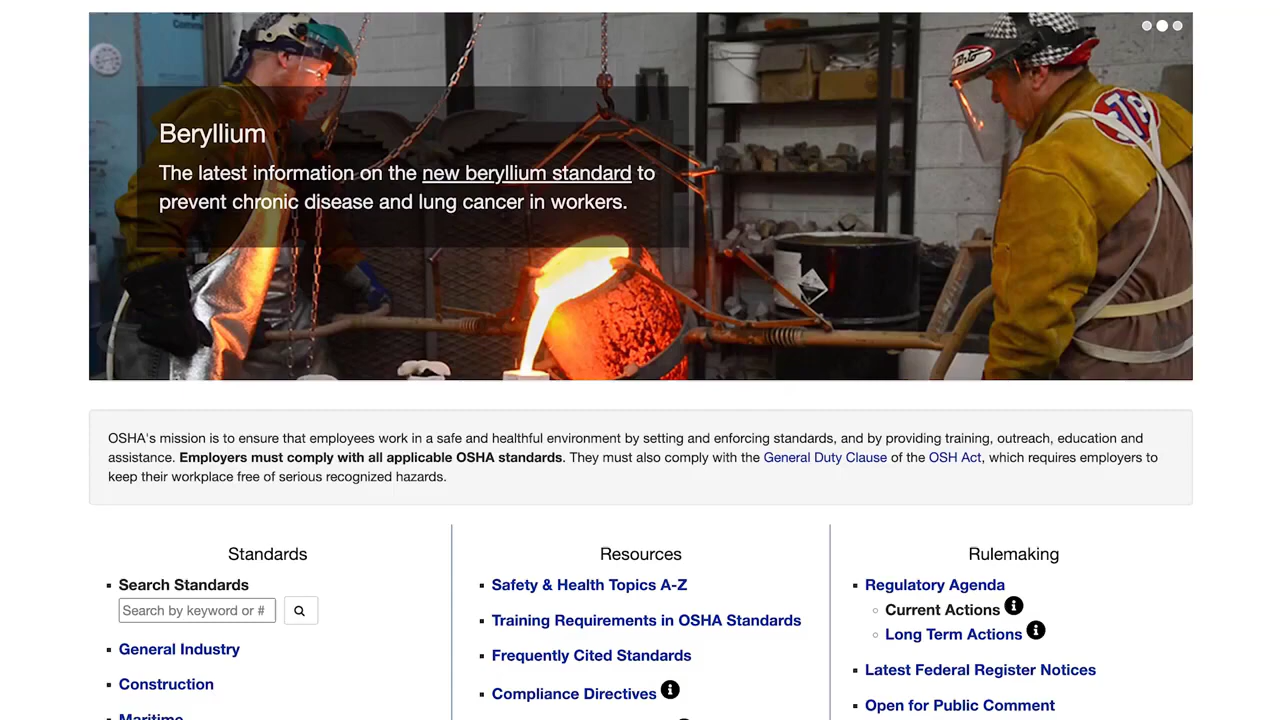 Beryllium
The latest information on the new beryllium standard to
prevent chronic disease and lung cancer in workers.
STP
OSHA's mission is to ensure that employees work in a safe and healthful environment by setting and enforcing standards, and by providing training, outreach, education and
assistance. Employers must comply with all applicable OSHA standards. They must also comply with the General Duty Clause of the OSH Act, which requires employers to
keep their workplace free of serious recognized hazards.
Standards
Search Standards
Search by keyword or #
General Industry
Construction
Maritime
Resources
Safety & Health Topics A-Z
Training Requirements in OSHA Standards
Frequently Cited Standards
Compliance Directives
Rulemaking
Regulatory Agenda
Current Actions
Long Term Actions
Latest Federal Register Notices
Open for Public Comment